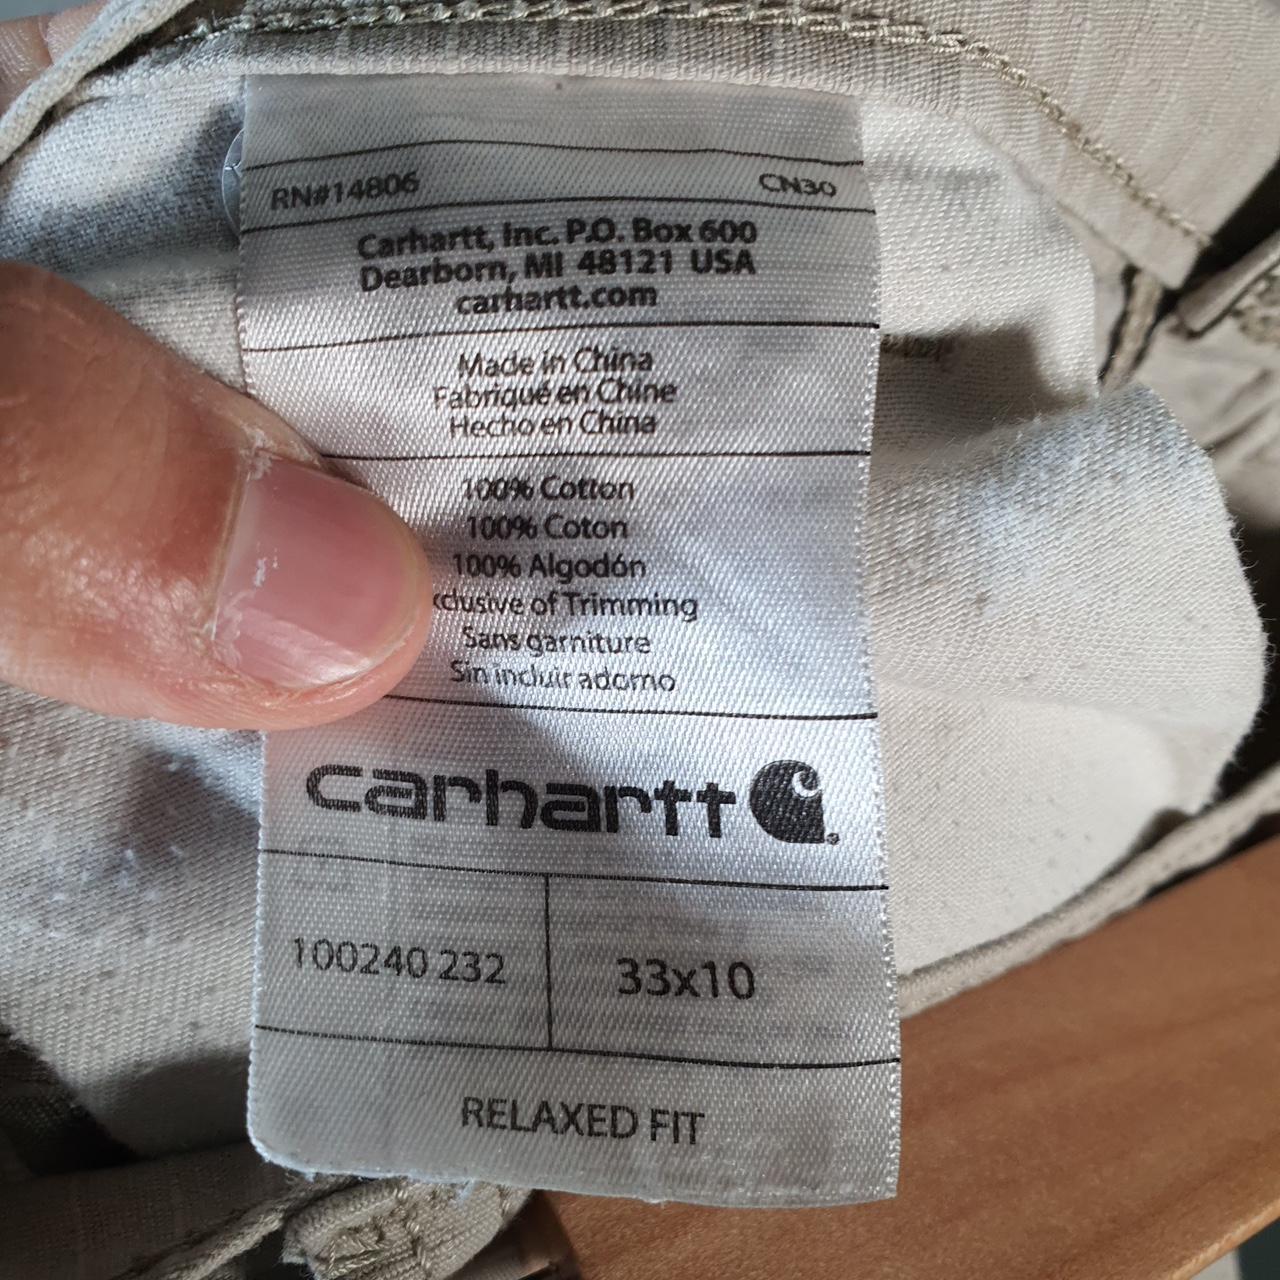 RN#14806 CN30
Carhartt, Inc. P.O. Box 600
Dearborn, MI 48121 USA
carhartt.com
Made in China
Fabriqué en Chine
Hecho en China
100% Cotton
100% Coton
100% Algodón
xclusive of Trimming
Sans garniture
Sin incluir adorno
carhartt
100240 232 33x10
RELAXED FIT